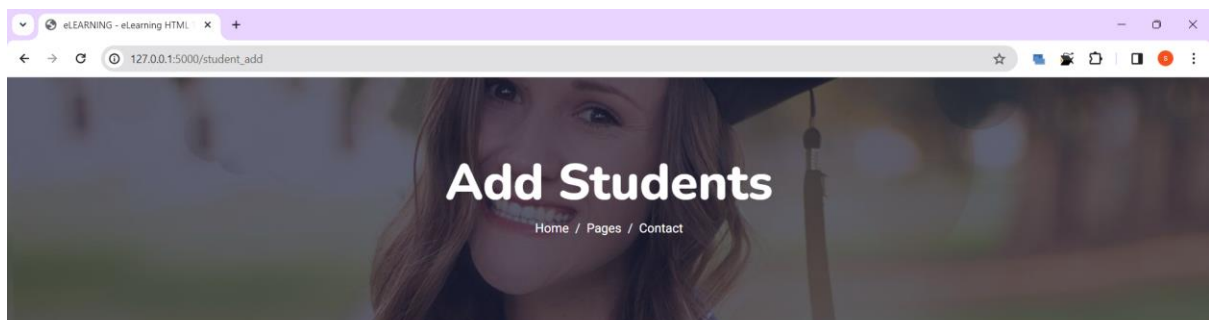 eLEARNING - eLearning HTML
127.0.0.1:5000/student_add
Add Students
Home / Pages / Contact